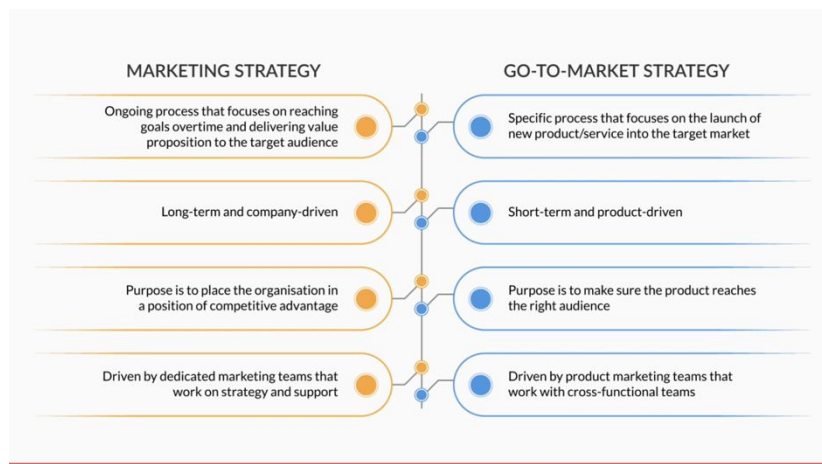 MARKETING STRATEGY
GO-TO-MARKET STRATEGY
Ongoing process that focuses on reaching
goals overtime and delivering value
proposition to the target audience
Specific process that focuses on the launch of
new product/service into the target market
Long-term and company-driven
Short-term and product-driven
Purpose is to place the organisation in
a position of competitive advantage
Purpose is to make sure the product reaches
the right audience
Driven by dedicated marketing teams that
work on strategy and support
Driven by product marketing teams that
work with cross-functional teams